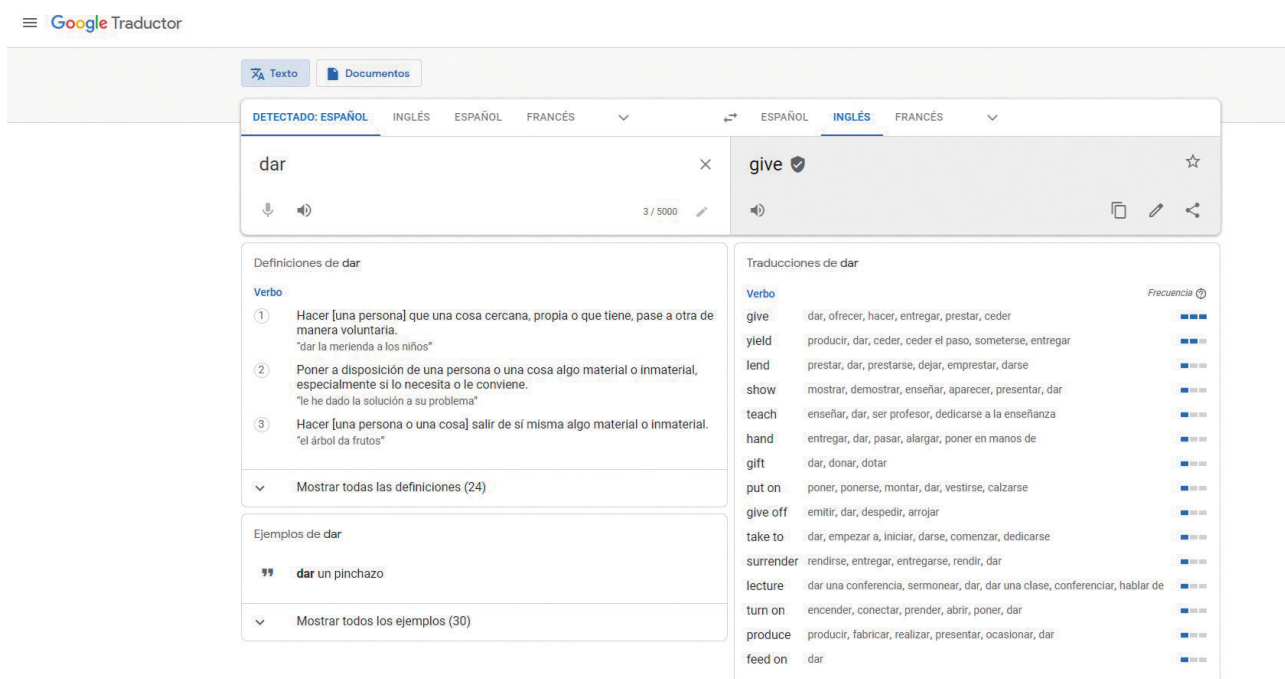 Google Traductor
Texto
Documentos
DETECTADO: ESPAÑOL INGLÉS ESPAÑOL FRANCÉS
ESPAÑOL INGLÉS FRANCÉS
dar
give
3 / 5000
Definiciones de dar
Verbo
1 Hacer [una persona] que una cosa cercana, propia o que tiene, pase a otra de
manera voluntaria.
"dar la merienda a los niños"
2 Poner a disposición de una persona o una cosa algo material o inmaterial,
especialmente si lo necesita o le conviene.
"le he dado la solución a su problema"
3 Hacer [una persona o una cosa] salir de sí misma algo material o inmaterial.
"el árbol da frutos"
Mostrar todas las definiciones (24)
Ejemplos de dar
dar un pinchazo
Mostrar todos los ejemplos (30)
Traducciones de dar
Verbo Frecuencia
give dar, ofrecer, hacer, entregar, prestar, ceder
yield producir, dar, ceder, ceder el paso, someterse, entregar
lend prestar, dar, prestarse, dejar, emprestar, darse
show mostrar, demostrar, enseñar, aparecer, presentar, dar
teach enseñar, dar, ser profesor, dedicarse a la enseñanza
hand entregar, dar, pasar, alargar, poner en manos de
gift dar, donar, dotar
put on poner, ponerse, montar, dar, vestirse, calzarse
give off emitir, dar, despedir, arrojar
take to dar, empezar a, iniciar, darse, comenzar, dedicarse
surrender rendirse, entregar, entregarse, rendir, dar
lecture dar una conferencia, sermonear, dar, dar una clase, conferenciar, hablar de
turn on encender, conectar, prender, abrir, poner, dar
produce producir, fabricar, realizar, presentar, ocasionar, dar
feed on dar